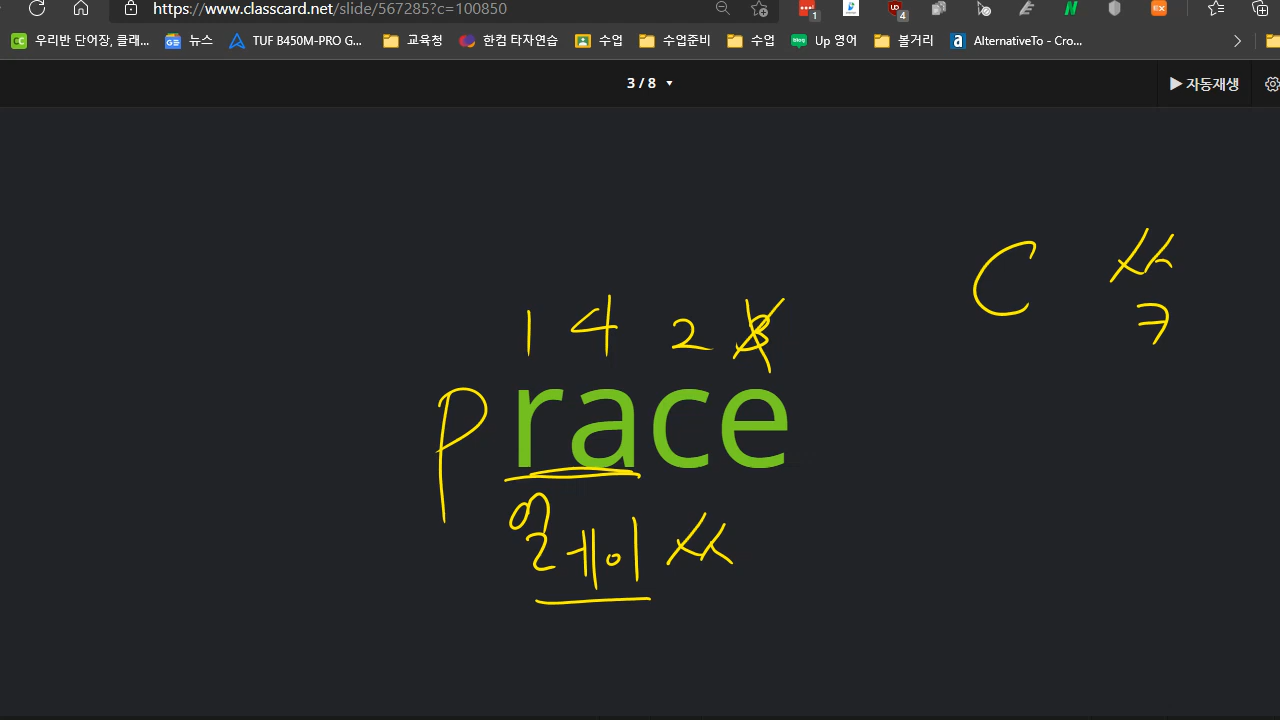 https://www.classcard.net/slide/567285?c=100850
1 4
우리반 단어장, 클래... 뉴스 TUF B450M-PRO G... 교육청 한컴 타자연습 수업 수업준비 수업 Up 영어 볼거리 AlternativeTo - Cro...
3 / 8 자동재생
C ㅆ
ㅋ
1 4 2 3
p race
레이 ㅆ